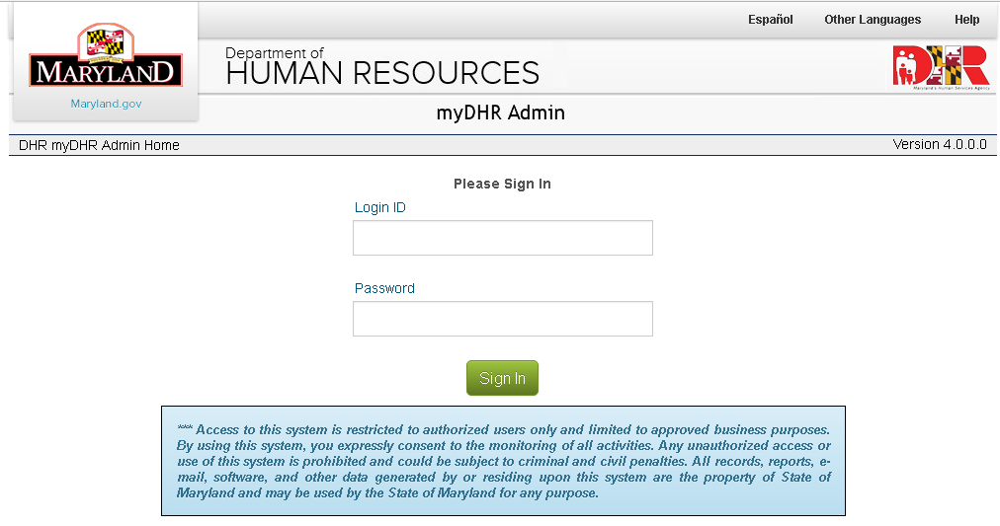 Español Other Languages Help
MARYLAND
Maryland.gov
Department of
HUMAN RESOURCES
DHR
Maryland's Human Services Agency
myDHR Admin
DHR myDHR Admin Home Version 4.0.0.0
Please Sign In
Login ID
Password
Sign In
*** Access to this system is restricted to authorized users only and limited to approved business purposes.
By using this system, you expressly consent to the monitoring of all activities. Any unauthorized access or
use of this system is prohibited and could be subject to criminal and civil penalties. All records, reports, e-
mail, software, and other data generated by or residing upon this system are the property of State of
Maryland and may be used by the State of Maryland for any purpose.